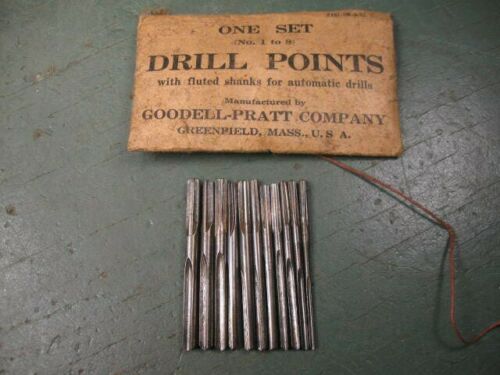 ONE SET
(No. 1 to 8)
DRILL POINTS
with fluted shanks for automatic drills
Manufactured by
GOODELL-PRATT COMPANY
GREENFIELD, MASS., U. S A.